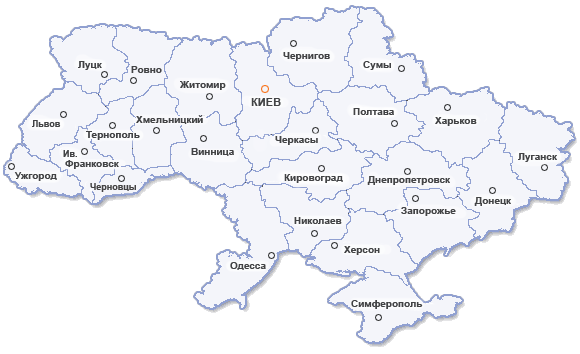 Чернигов
Луцк
Ровно
Сумы
Житомир
КИЕВ
Львов
Тернополь
Хмельницкий
Полтава
Харьков
Винница
Черкасы
Ив.
Франковск
Луганск
Ужгород
Черновцы
Кировоград
Днепропетровск
Донецк
Запорожье
Николаев
Херсон
Одесса
Симферополь